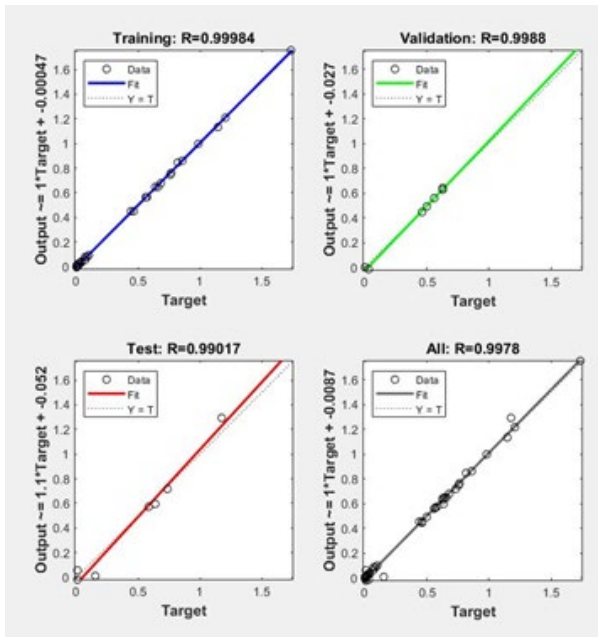 Training: R=0.99984
Output ~= 1*Target + -0.00047
Data
Fit
Y = T
1.6
1.4
1.2
1
0.8
0.6
0.4
0.2
0
0 0.5 1 1.5
Target
Validation: R=0.9988
Output ~= 1*Target + -0.027
Data
Fit
Y = T
1.6
1.4
1.2
1
0.8
0.6
0.4
0.2
0
0 0.5 1 1.5
Target
Test: R=0.99017
Output ~= 1.1*Target + -0.052
Data
Fit
Y = T
1.6
1.4
1.2
1
0.8
0.6
0.4
0.2
0
0 0.5 1 1.5
Target
All: R=0.9978
Output ~= 1*Target + -0.0087
Data
Fit
Y = T
1.6
1.4
1.2
1
0.8
0.6
0.4
0.2
0
0 0.5 1 1.5
Target